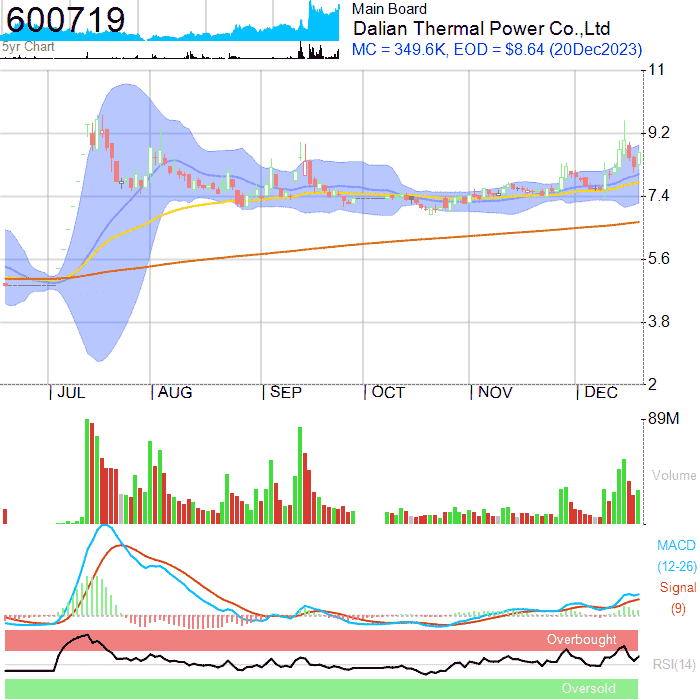 600719
5yr Chart
Main Board
Dalian Thermal Power Co.,Ltd
MC = 349.6K, EOD = $8.64 (20Dec2023)
11
9.2
7.4
5.6
3.8
2
JUL AUG SEP OCT NOV DEC
89M
Volume
MACD
(12-26)
Signal
(9)
Overbought
RSI(14)
Oversold